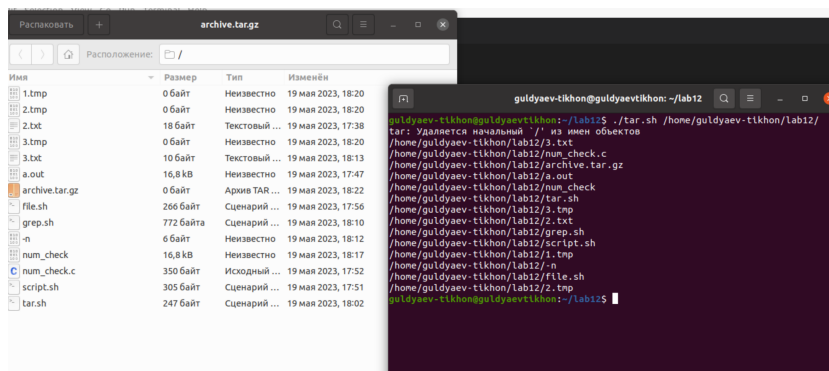 Распаковать
archive.tar.gz
Расположение: /
Имя Размер Тип Изменён
1.tmp 0 байт Неизвестно 19 мая 2023, 18:20
2.tmp 0 байт Неизвестно 19 мая 2023, 18:20
2.txt 18 байт Текстовый ... 19 мая 2023, 17:38
3.tmp 0 байт Неизвестно 19 мая 2023, 18:20
3.txt 10 байт Текстовый ... 19 мая 2023, 18:13
a.out 16,8 kB Неизвестно 19 мая 2023, 17:47
archive.tar.gz 0 байт Архив TAR ... 19 мая 2023, 18:22
file.sh 266 байт Сценарий ... 19 мая 2023, 17:56
grep.sh 772 байта Сценарий ... 19 мая 2023, 18:10
-n 6 байт Неизвестно 19 мая 2023, 18:12
num_check 16,8 kB Неизвестно 19 мая 2023, 18:17
num_check.c 350 байт Исходный ... 19 мая 2023, 17:52
script.sh 305 байт Сценарий ... 19 мая 2023, 17:51
tar.sh 247 байт Сценарий ... 19 мая 2023, 18:02
guldyaev-tikhon@guldyaevtikhon: ~/lab12
guldyaev-tikhon@guldyaevtikhon:~/lab12$ ./tar.sh /home/guldyaev-tikhon/lab12/
tar: Удаляется начальный `/' из имен объектов
/home/guldyaev-tikhon/lab12/3.txt
/home/guldyaev-tikhon/lab12/num_check.c
/home/guldyaev-tikhon/lab12/archive.tar.gz
/home/guldyaev-tikhon/lab12/a.out
/home/guldyaev-tikhon/lab12/num_check
/home/guldyaev-tikhon/lab12/tar.sh
/home/guldyaev-tikhon/lab12/3.tmp
/home/guldyaev-tikhon/lab12/2.txt
/home/guldyaev-tikhon/lab12/grep.sh
/home/guldyaev-tikhon/lab12/script.sh
/home/guldyaev-tikhon/lab12/1.tmp
/home/guldyaev-tikhon/lab12/-n
/home/guldyaev-tikhon/lab12/file.sh
/home/guldyaev-tikhon/lab12/2.tmp
guldyaev-tikhon@guldyaevtikhon:~/lab12$